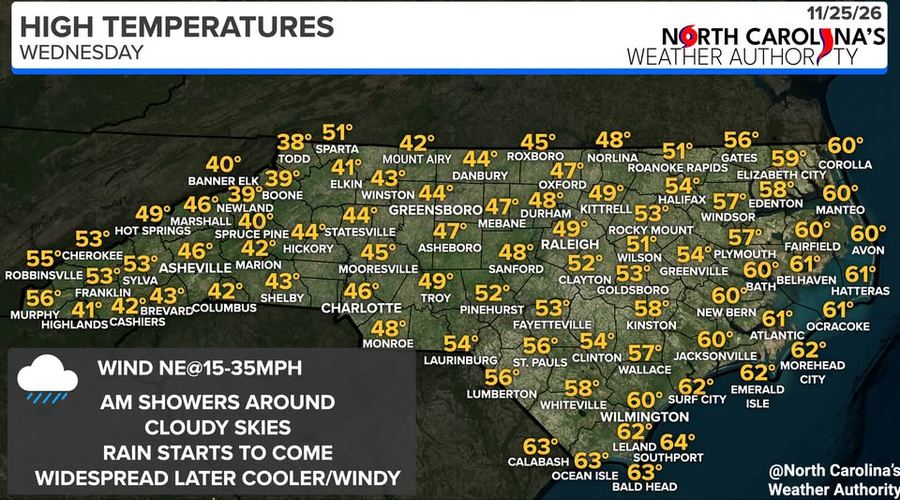 HIGH TEMPERATURES
WEDNESDAY
11/25/26
NORTH CAROLINA'S
WEATHER AUTHORITY
38°
TODD
51°
SPARTA
42°
MOUNT AIRY
44°
DANBURY
45°
ROXBORO
48°
NORLINA
51°
ROANOKE RAPIDS
56°
GATES
59°
ELIZABETH CITY
60°
COROLLA
40°
BANNER ELK
39°
BOONE
41°
ELKIN
43°
WINSTON
44°
GREENSBORO
47°
OXFORD
49°
KITTRELL
54°
HALIFAX
57°
WINDSOR
58°
EDENTON
60°
MANTEO
49°
HOT SPRINGS
46°
MARSHALL
39°
NEWLAND
40°
SPRUCE PINE
44°
HICKORY
44°
STATESVILLE
47°
ASHEBORO
47°
MEBANE
48°
DURHAM
49°
RALEIGH
53°
ROCKY MOUNT
51°
WILSON
54°
GREENVILLE
57°
PLYMOUTH
60°
FAIRFIELD
60°
AVON
55°
ROBBINSVLLE
53°
CHEROKEE
53°
FRANKLIN
53°
SYLVA
46°
ASHEVILLE
42°
MARION
45°
MOORESVILLE
48°
SANFORD
52°
CLAYTON
53°
GOLDSBORO
60°
BATH
61°
BELHAVEN
61°
HATTERAS
56°
MURPHY
41°
HIGHLANDS
42°
CASHIERS
43°
BREVARD
42°
COLUMBUS
43°
SHELBY
46°
CHARLOTTE
49°
TROY
52°
PINEHURST
53°
FAYETTEVILLE
58°
KINSTON
60°
NEW BERN
61°
ATLANTIC
61°
OCRACOKE
48°
MONROE
54°
LAURINBURG
56°
ST. PAULS
54°
CLINTON
57°
WALLACE
60°
JACKSONVILLE
62°
MOREHEAD
CITY
56°
LUMBERTON
58°
WHITEVILLE
60°
WILMINGTON
62°
SURF CITY
62°
EMERALD
ISLE
63°
CALABASH
63°
OCEAN ISLE
62°
LELAND
64°
SOUTHPORT
63°
BALD HEAD
WIND NE@15-35MPH
AM SHOWERS AROUND
CLOUDY SKIES
RAIN STARTS TO COME
WIDESPREAD LATER COOLER/WINDY
@North Carolina's
Weather Authority